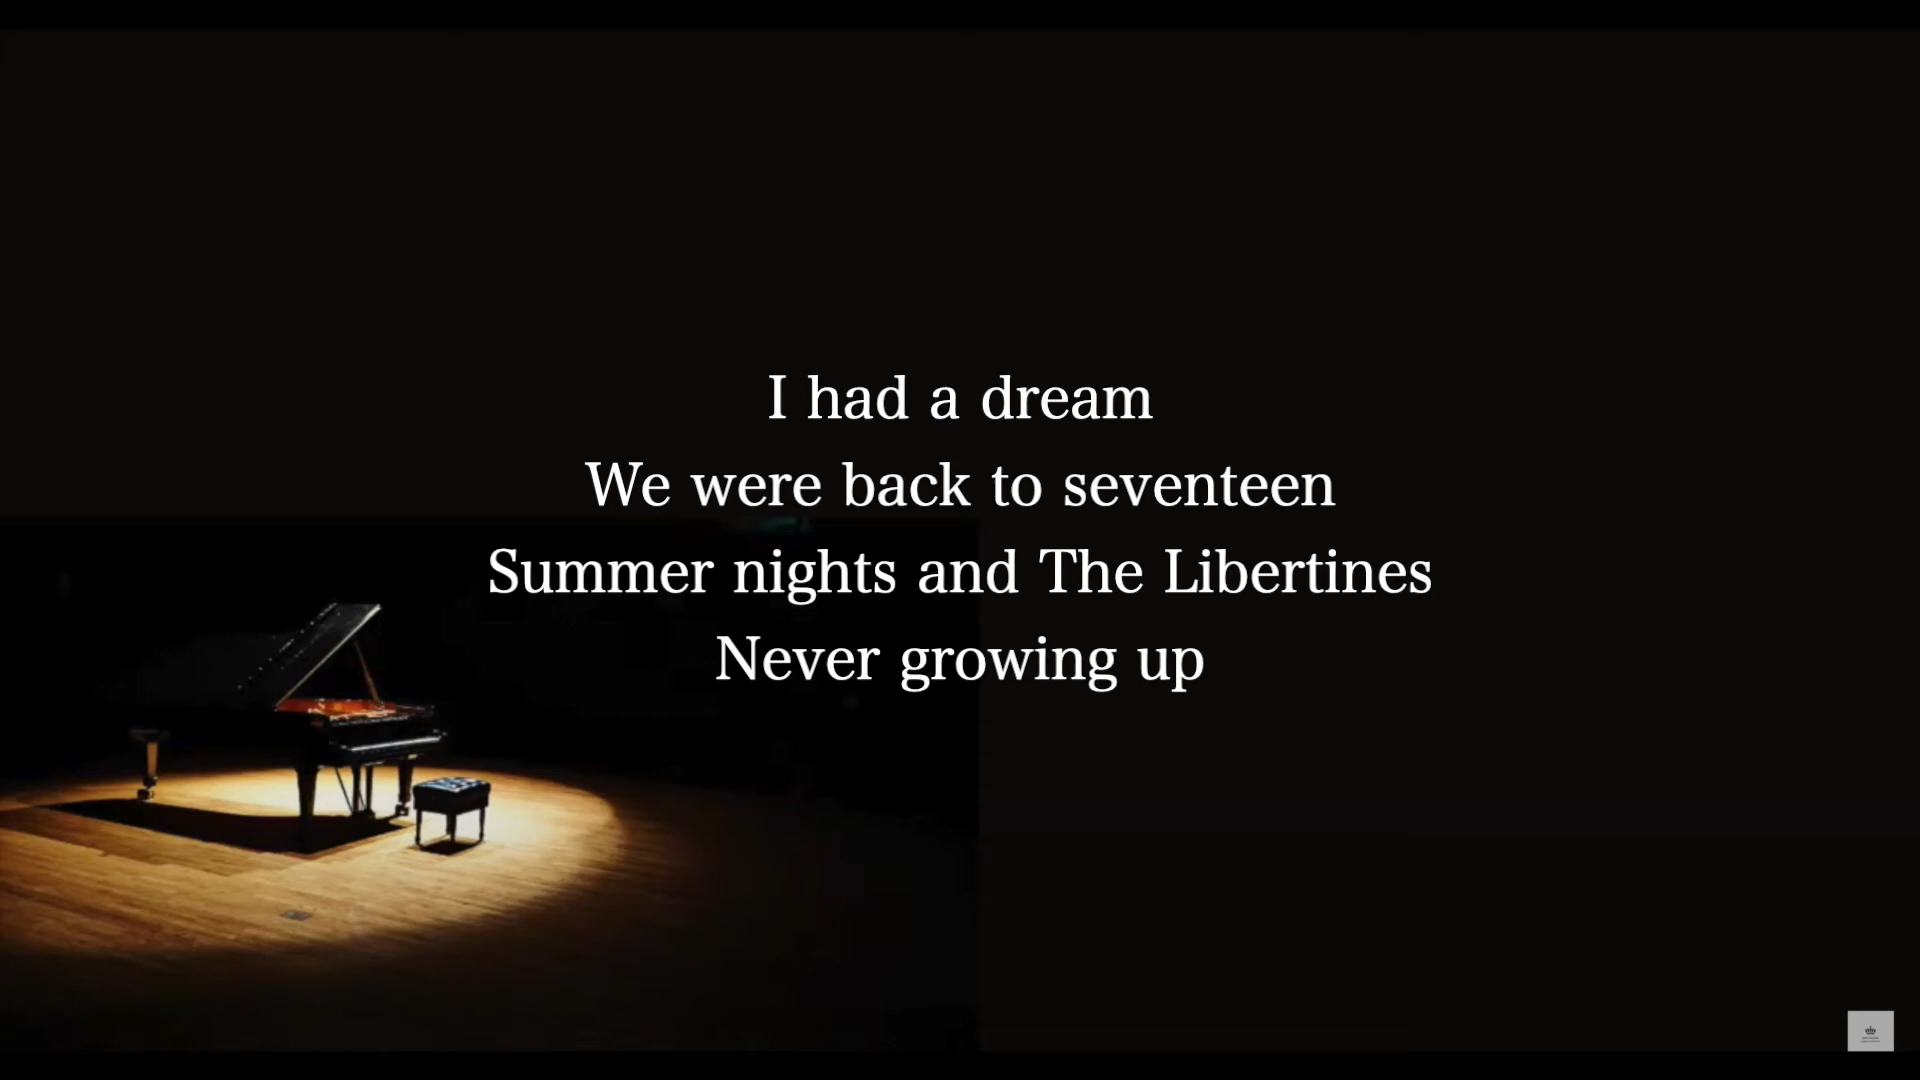 I had a dream
We were back to seventeen
Summer nights and The Libertines
Never growing up